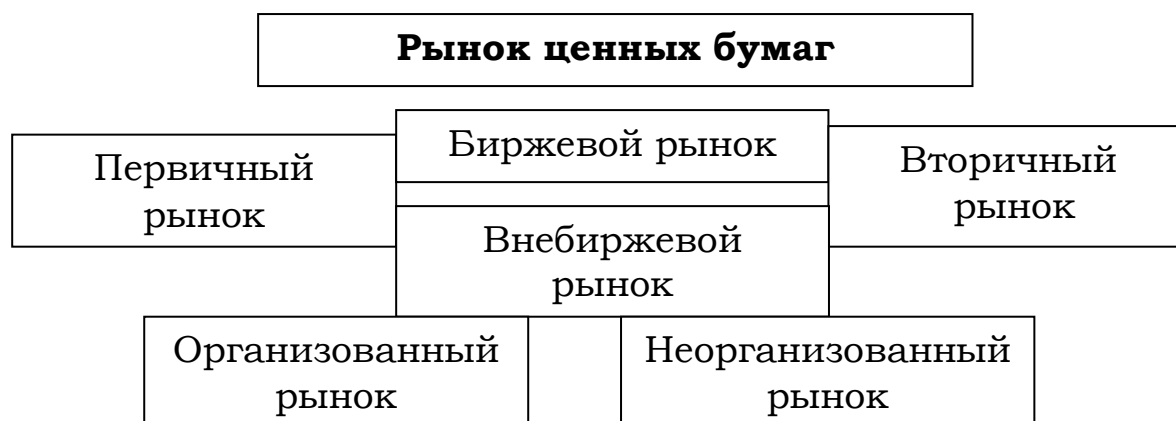 Рынок ценных бумаг
Биржевой рынок
Первичный
рынок
Вторичный
рынок
Внебиржевой
рынок
Организованный
рынок
Неорганизованный
рынок